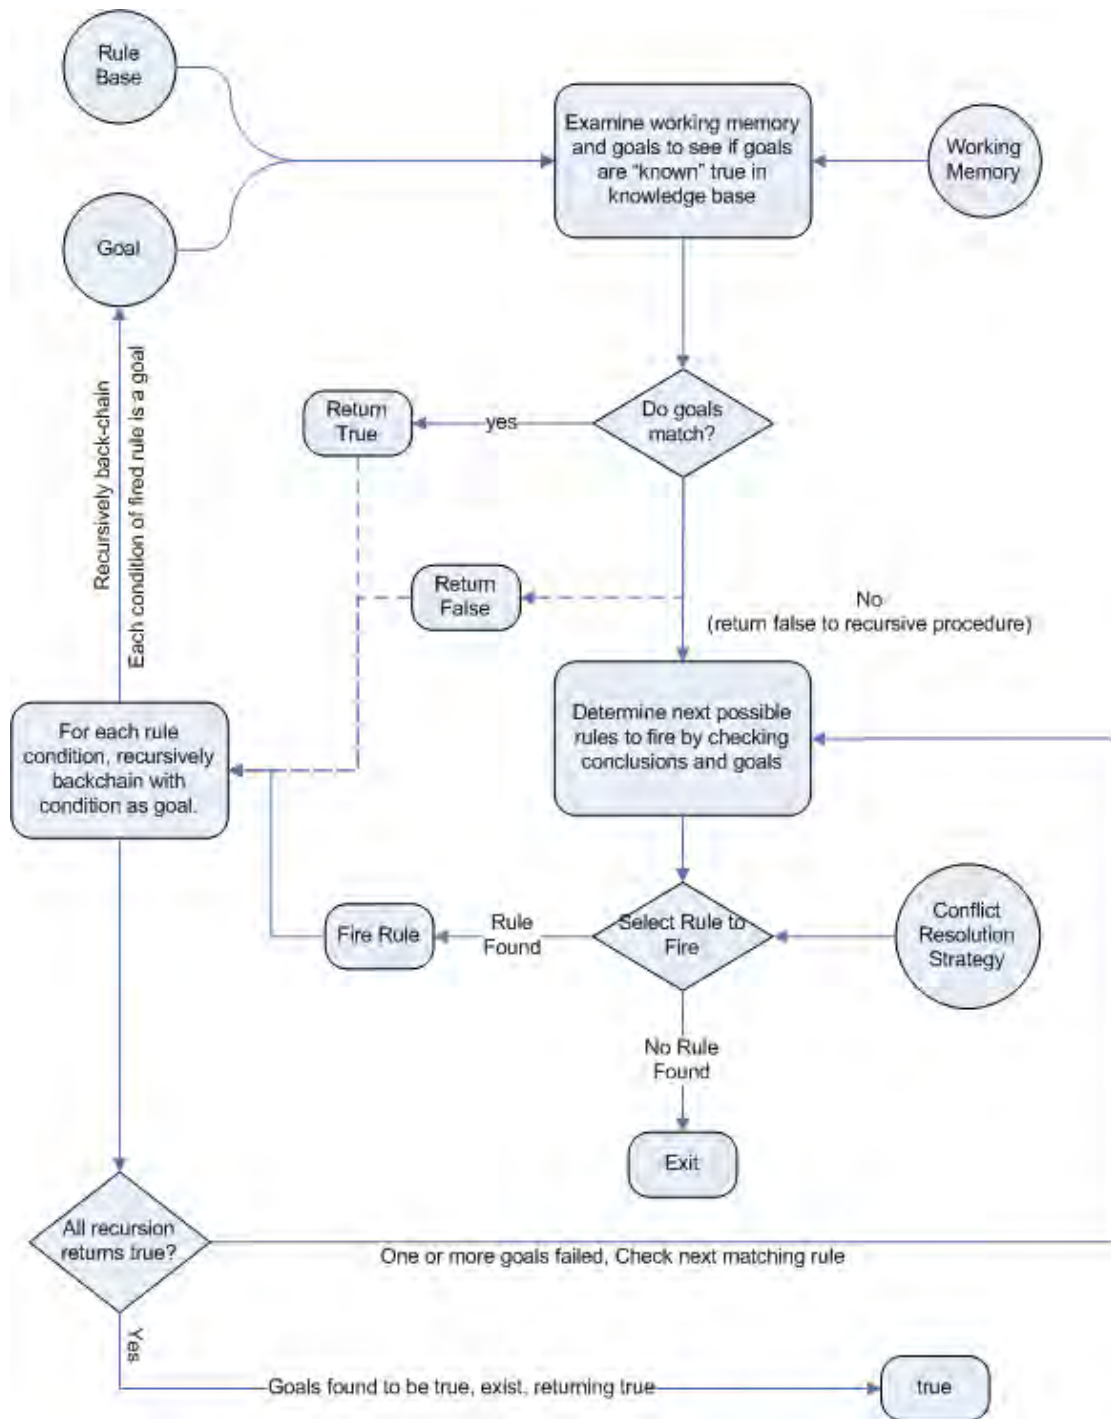 Rule
Base
Examine working memory
and goals to see if goals
are “known” true in
knowledge base
Working
Memory
Goal
Recursively back-chain
Each condition of fired rule is a goal
Return
True
yes
Do goals
match?
Return
False
No
(return false to recursive procedure)
For each rule
condition, recursively
backchain with
condition as goal.
Determine next possible
rules to fire by checking
conclusions and goals
Fire Rule
Rule
Found
Select Rule to
Fire
Conflict
Resolution
Strategy
No Rule
Found
Exit
All recursion
returns true?
One or more goals failed, Check next matching rule
Yes
Goals found to be true, exist, returning true
true